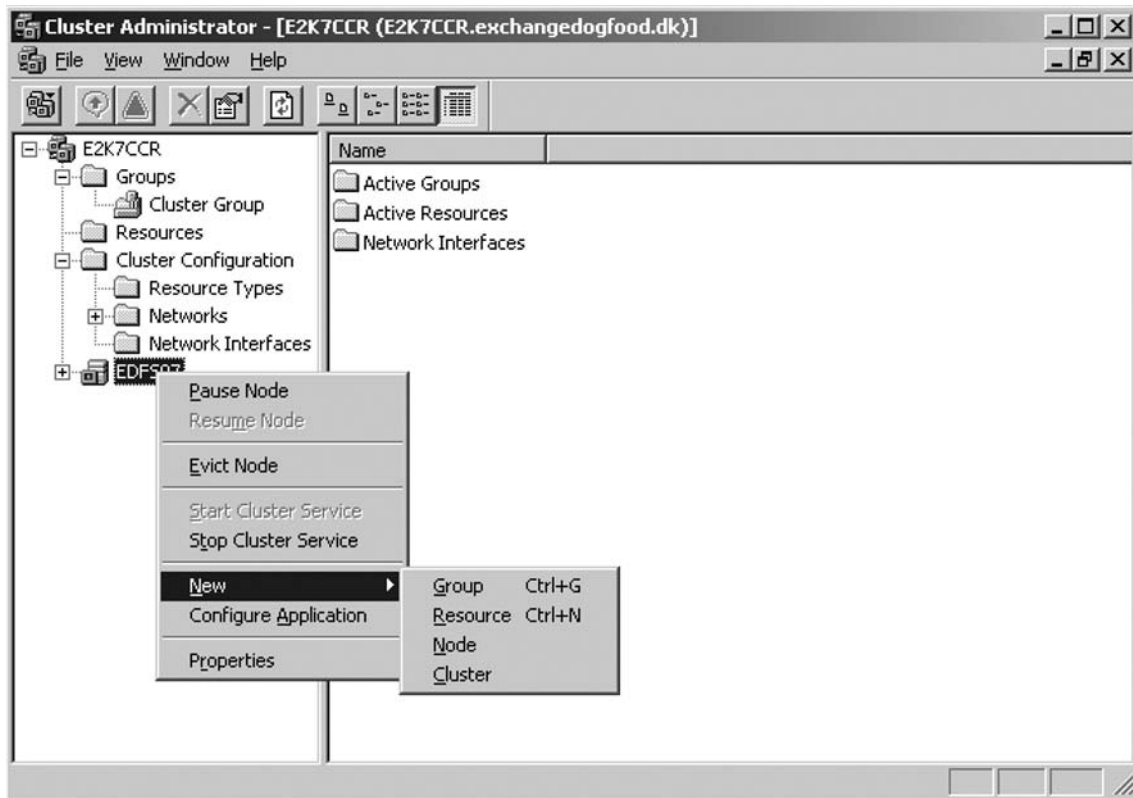 Cluster Administrator - [E2K7CCR (E2K7CCR.exchangedogfood.dk)]
File View Window Help
E2K7CCR
Groups
Cluster Group
Resources
Cluster Configuration
Resource Types
Networks
Network Interfaces
Name
Active Groups
Active Resources
Network Interfaces
Pause Node
Resume Node
Evict Node
Start Cluster Service
Stop Cluster Service
New
Configure Application
Properties
Group Ctrl+G
Resource Ctrl+N
Node
Cluster